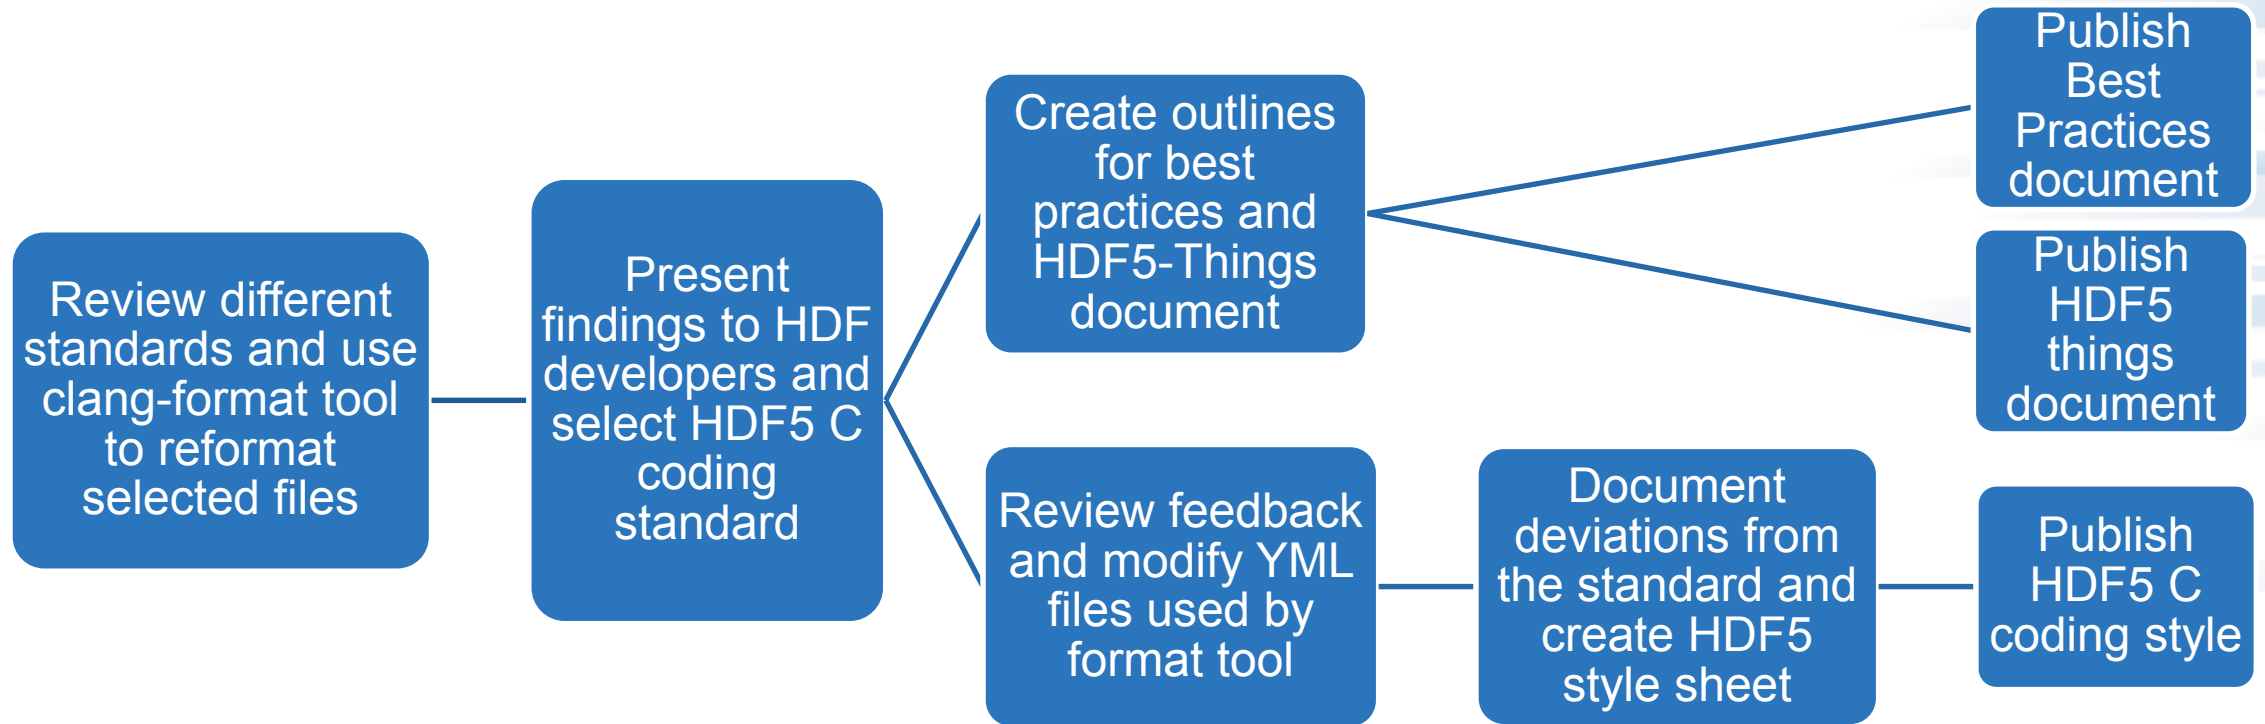 Review different
standards and use
clang-format tool
to reformat
selected files
Present
findings to HDF
developers and
select HDF5 C
coding
standard
Create outlines
for best
practices and
HDF5-Things
document
Publish
Best
Practices
document
Publish
HDF5
things
document
Review feedback
and modify YML
files used by
format tool
Document
deviations from
the standard and
create HDF5
style sheet
Publish
HDF5 C
coding style